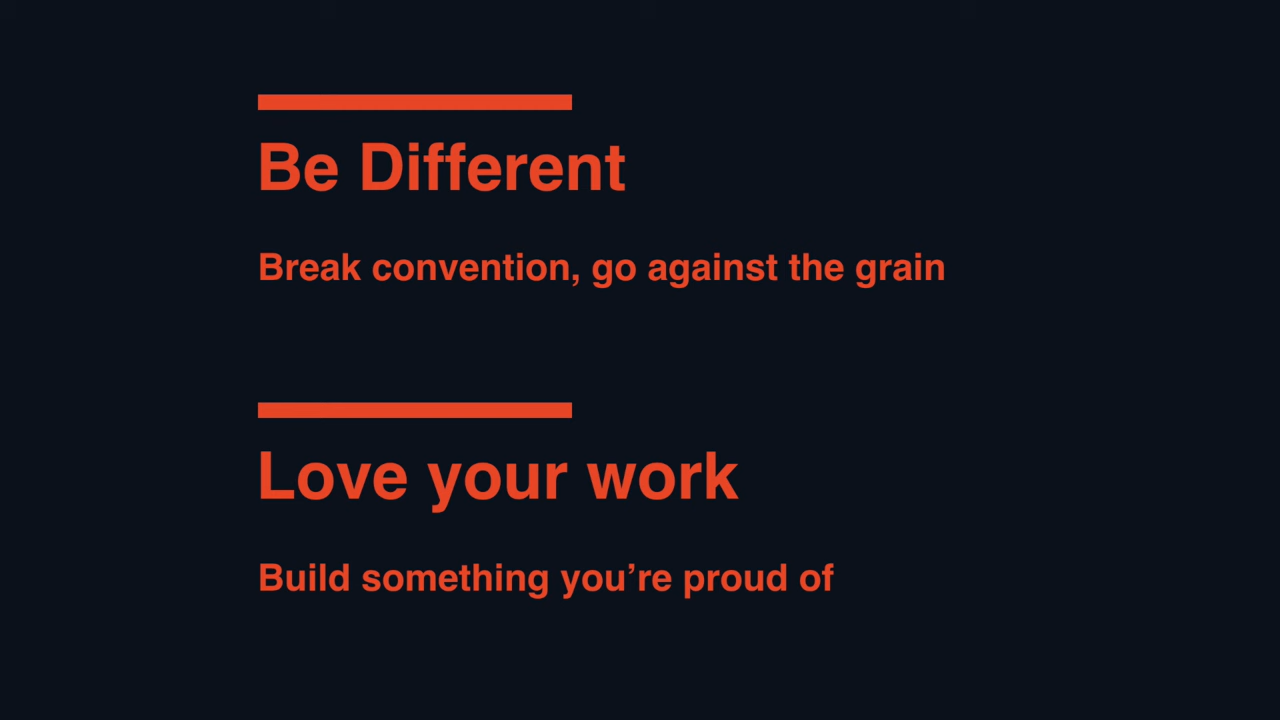 Be Different
Break convention, go against the grain
Love your work
Build something you’re proud of